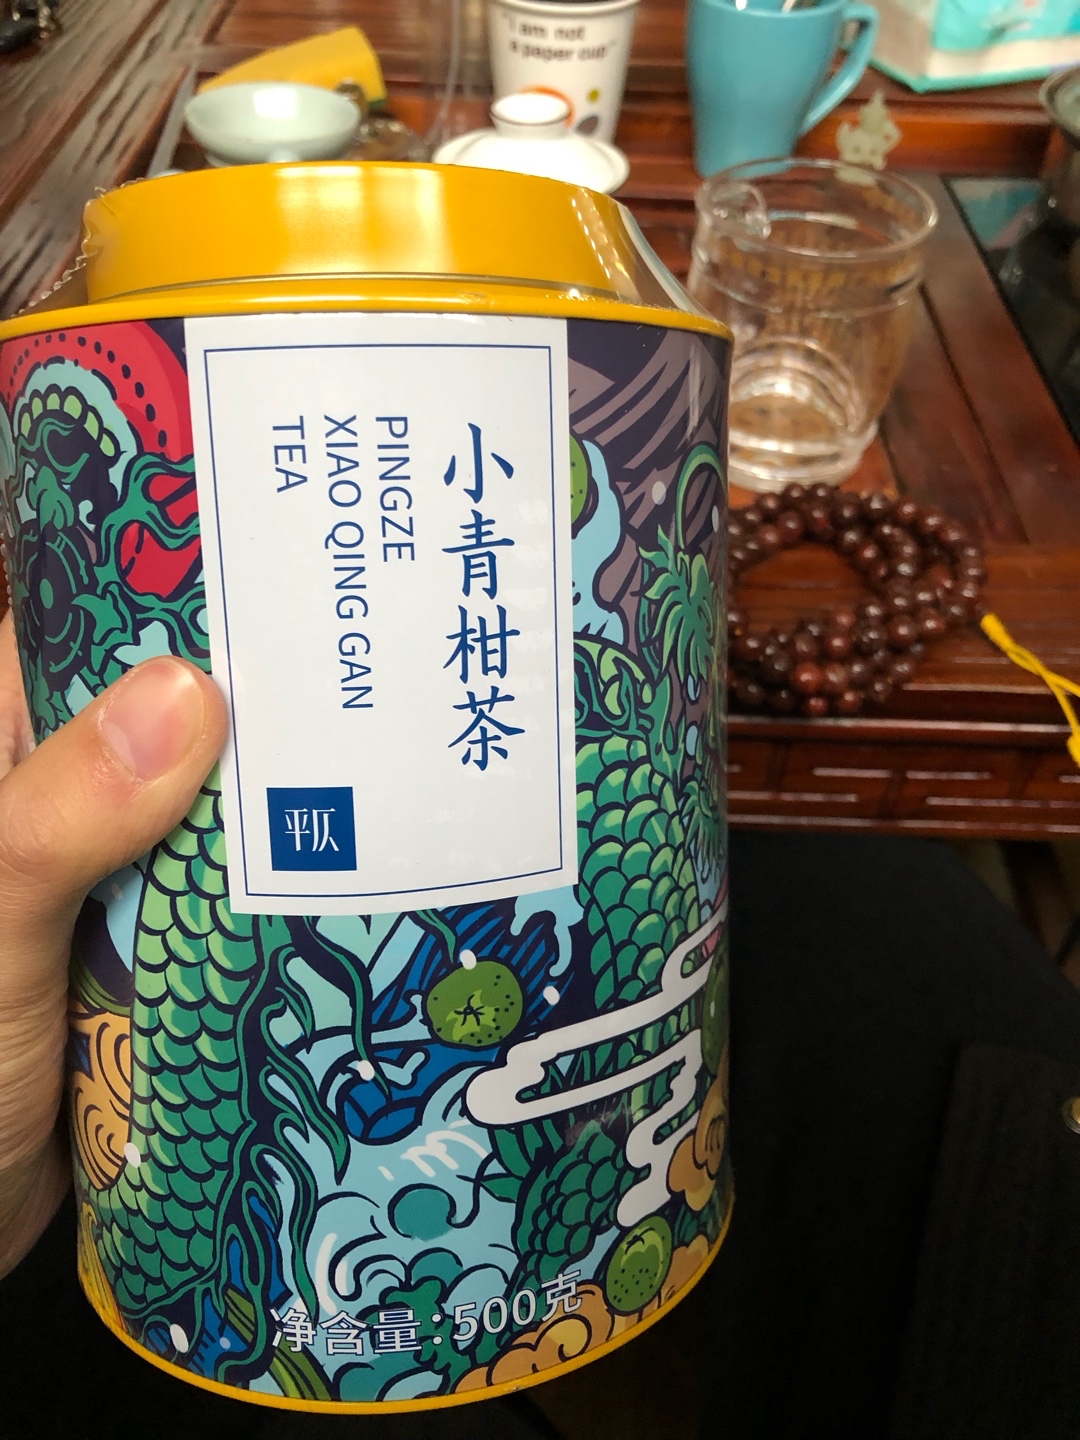 "I am not
a paper cup"
小青柑茶
PINGZE
XIAO QING GAN
TEA
平仄
净含量:500克